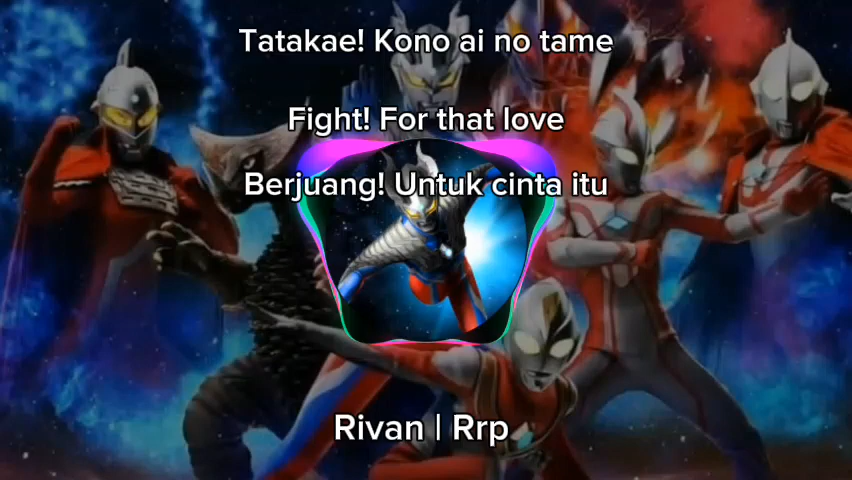 Tatakae! Kono ai no tame
Fight! For that love
Berjuang! Untuk cinta itu
Rivan | Rrp